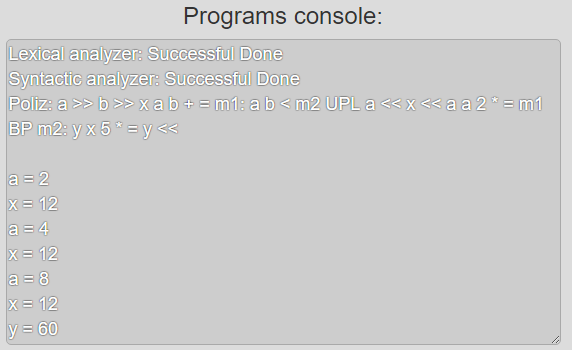 Programs console:
Lexical analyzer: Successful Done
Syntactic analyzer: Successful Done
Poliz: a >> b >> x a b + = m1: a b < m2 UPL a << x << a a 2 * = m1
BP m2: y x 5 * = y <<
a = 2
x = 12
a = 4
x = 12
a = 8
x = 12
y = 60